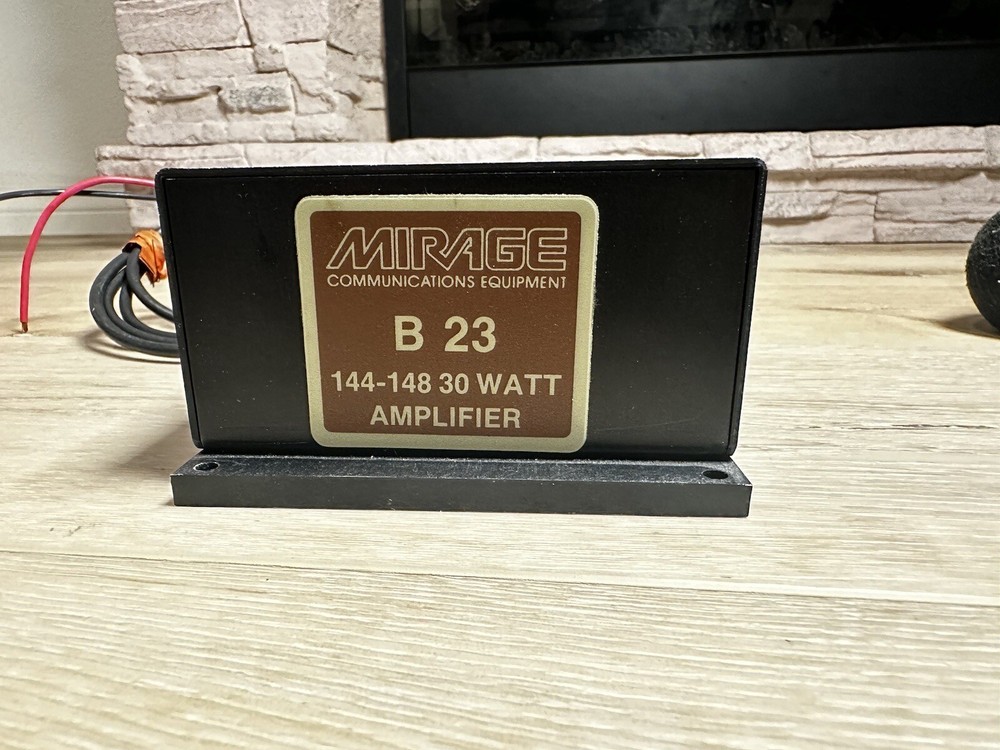 MIRAGE
COMMUNICATIONS EQUIPMENT
B 23
144-148 30 WATT
AMPLIFIER